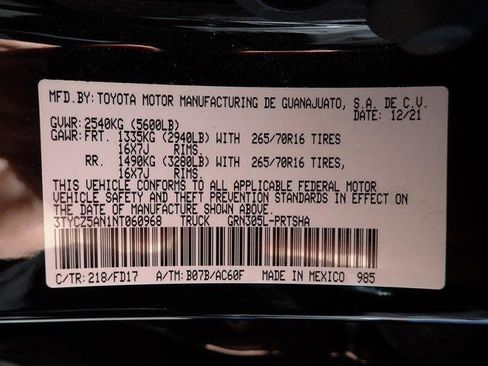 MFD.BY: TOYOTA MOTOR MANUFACTURING DE GUANAJUATO, S.A. DE C.V.
DATE: 12/21
GVWR: 2540KG (5600LB)
GAWR: FRT. 1335KG (2940LB) WITH 265/70R16 TIRES
16X7J RIMS.
RR. 1490KG (3280LB) WITH 265/70R16 TIRES
16X7J RIMS.
THIS VEHICLE CONFORMS TO ALL APPLICABLE FEDERAL MOTOR
VEHICLE SAFETY AND THEFT PREVENTION STANDARDS IN EFFECT
ON THE DATE OF MANUFACTURE SHOWN ABOVE.
3TYCZ5AN1NT060968 TRUCK GRN305L-PRTSHA
C/TR: 218/FD17 A/TM: B07B/AC60F MADE IN MEXICO 985